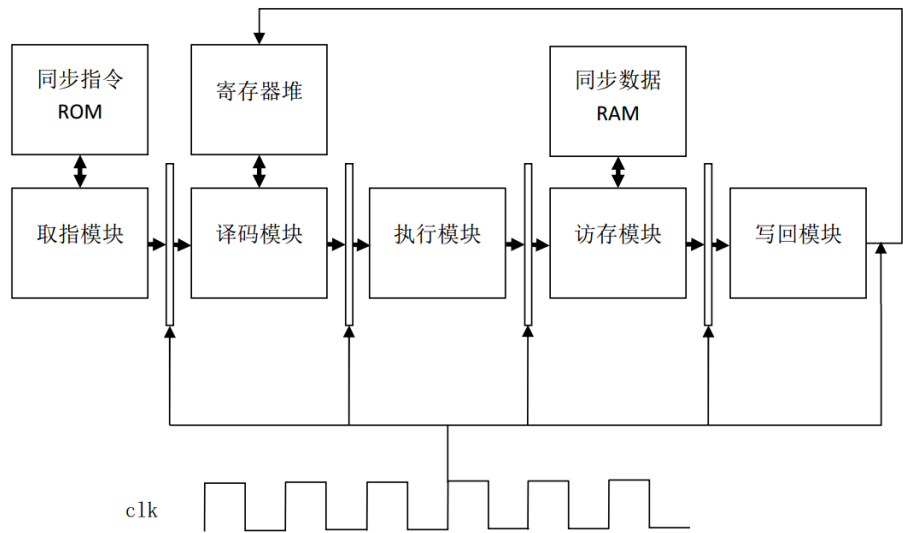 同步指令
ROM
寄存器堆
同步数据
RAM
取指模块
译码模块
执行模块
访存模块
写回模块
clk